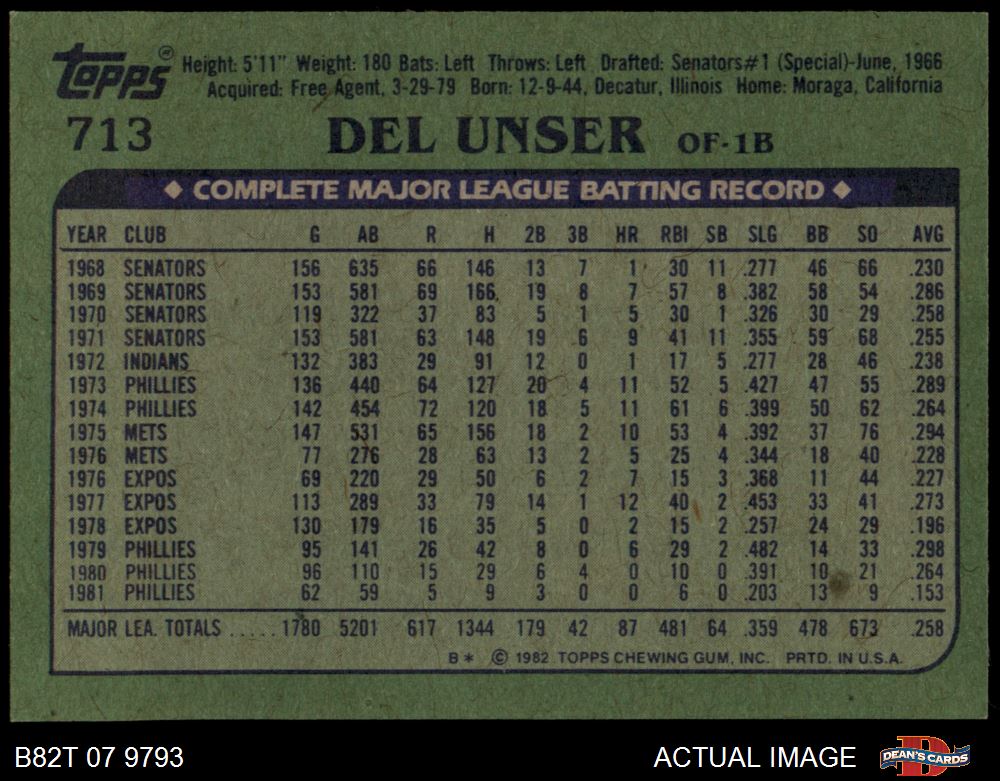 topps ® Height: 5'11" Weight: 180 Bats: Left Throws: Left Drafted: Senators #1 (Special)-June, 1966
Acquired: Free Agent, 3-29-79 Born: 12-9-44, Decatur, Illinois Home: Moraga, California
713 DEL UNSER OF-1B
◆ COMPLETE MAJOR LEAGUE BATTING RECORD ◆
YEAR CLUB G AB R H 2B 3B HR RBI SB SLG BB SO AVG
1968 SENATORS 156 635 66 146 13 7 1 30 11 .277 46 66 .230
1969 SENATORS 153 581 69 166 19 8 7 57 8 .382 58 54 .286
1970 SENATORS 119 322 37 83 5 1 5 30 1 .326 30 29 .258
1971 SENATORS 153 581 63 148 19 6 9 41 11 .355 59 68 .255
1972 INDIANS 132 383 29 91 12 0 1 17 5 .277 28 46 .238
1973 PHILLIES 136 440 64 127 20 4 11 52 5 .427 47 55 .289
1974 PHILLIES 142 454 72 120 18 5 11 61 6 .399 50 62 .264
1975 METS 147 531 65 156 18 2 10 53 4 .392 37 76 .294
1976 METS 77 276 28 63 13 2 5 25 4 .344 18 40 .228
1976 EXPOS 69 220 29 50 6 2 7 15 3 .368 11 44 .227
1977 EXPOS 113 289 33 79 14 1 12 40 2 .453 33 41 .273
1978 EXPOS 130 179 16 35 5 0 2 15 2 .257 24 29 .196
1979 PHILLIES 95 141 26 42 8 0 6 29 2 .482 14 33 .298
1980 PHILLIES 96 110 15 29 6 4 0 10 0 .391 10 21 .264
1981 PHILLIES 62 59 5 9 3 0 0 6 0 .203 13 9 .153
MAJOR LEA. TOTALS ..... 1780 5201 617 1344 179 42 87 481 64 .359 478 673 .258
B* © 1982 TOPPS CHEWING GUM, INC. PRTD. IN U.S.A.
B82T 07 9793 ACTUAL IMAGE DEAN'S CARDS